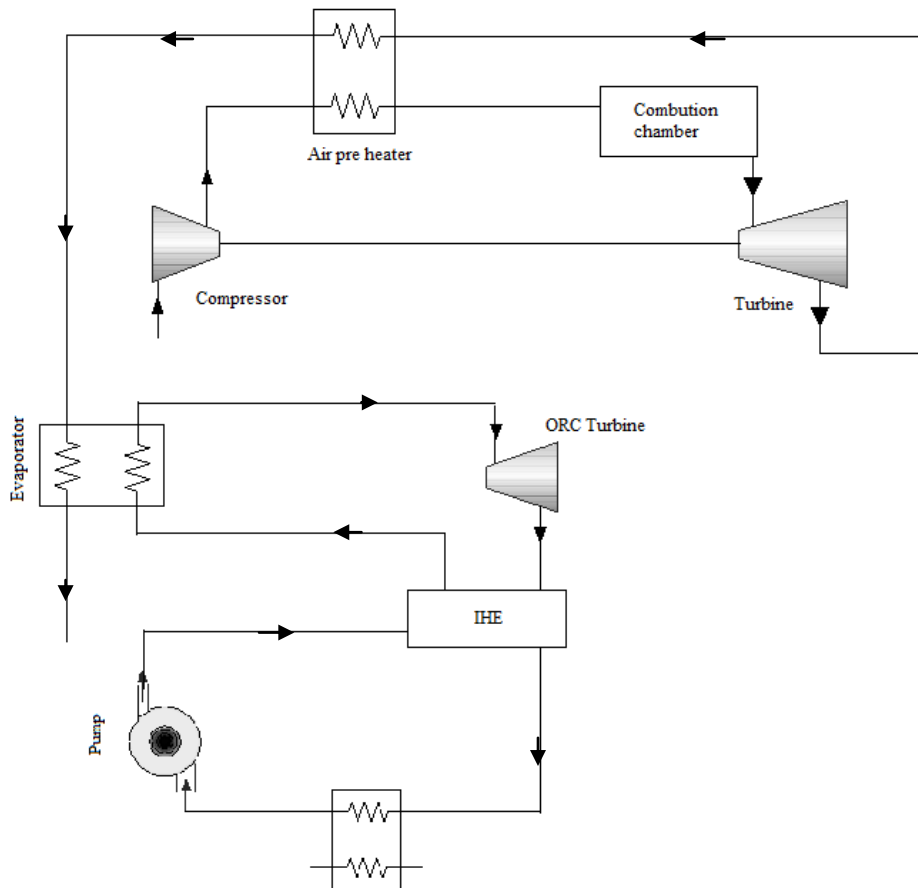 Combution
chamber
Air pre heater
Compressor
Turbine
ORC Turbine
Evaporator
IHE
Pump